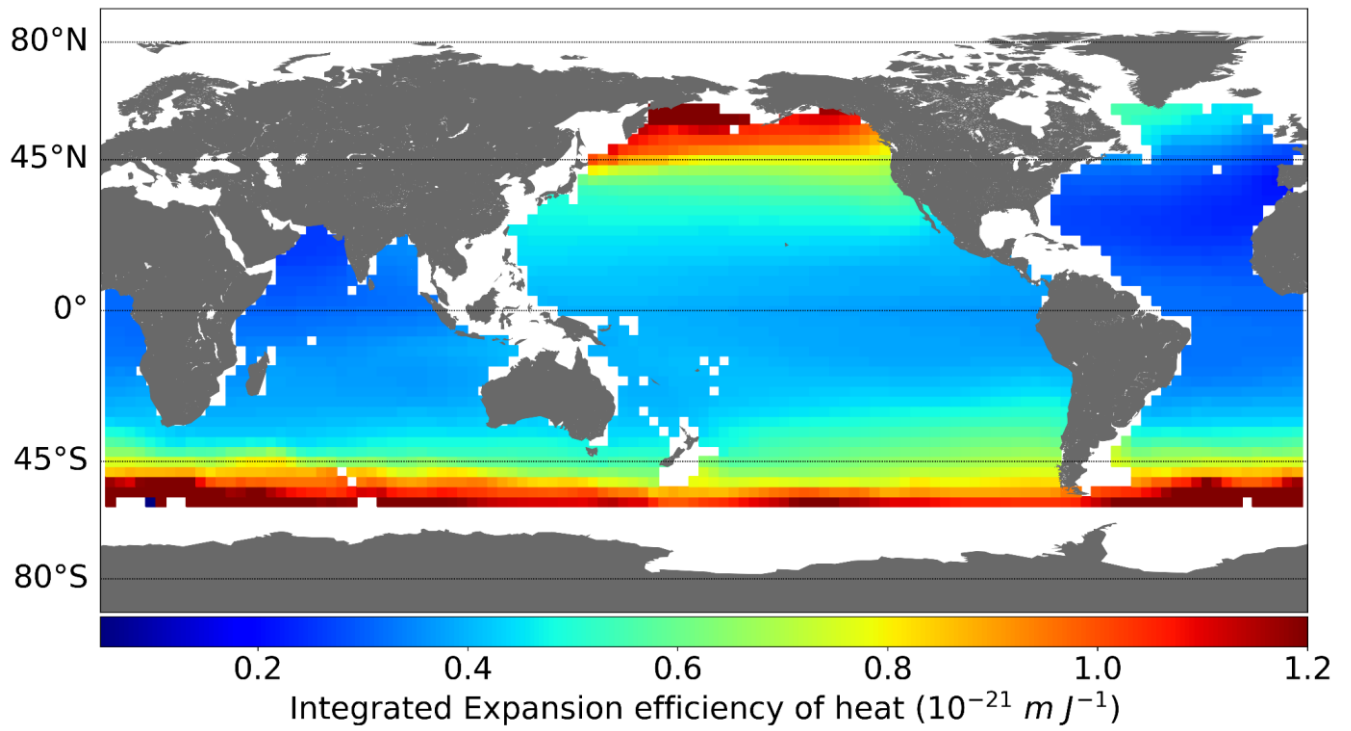 80°N
45°N
0°
45°S
80°S
0.2 0.4 0.6 0.8 1.0 1.2
Integrated Expansion efficiency of heat (10⁻²¹ m J⁻¹)